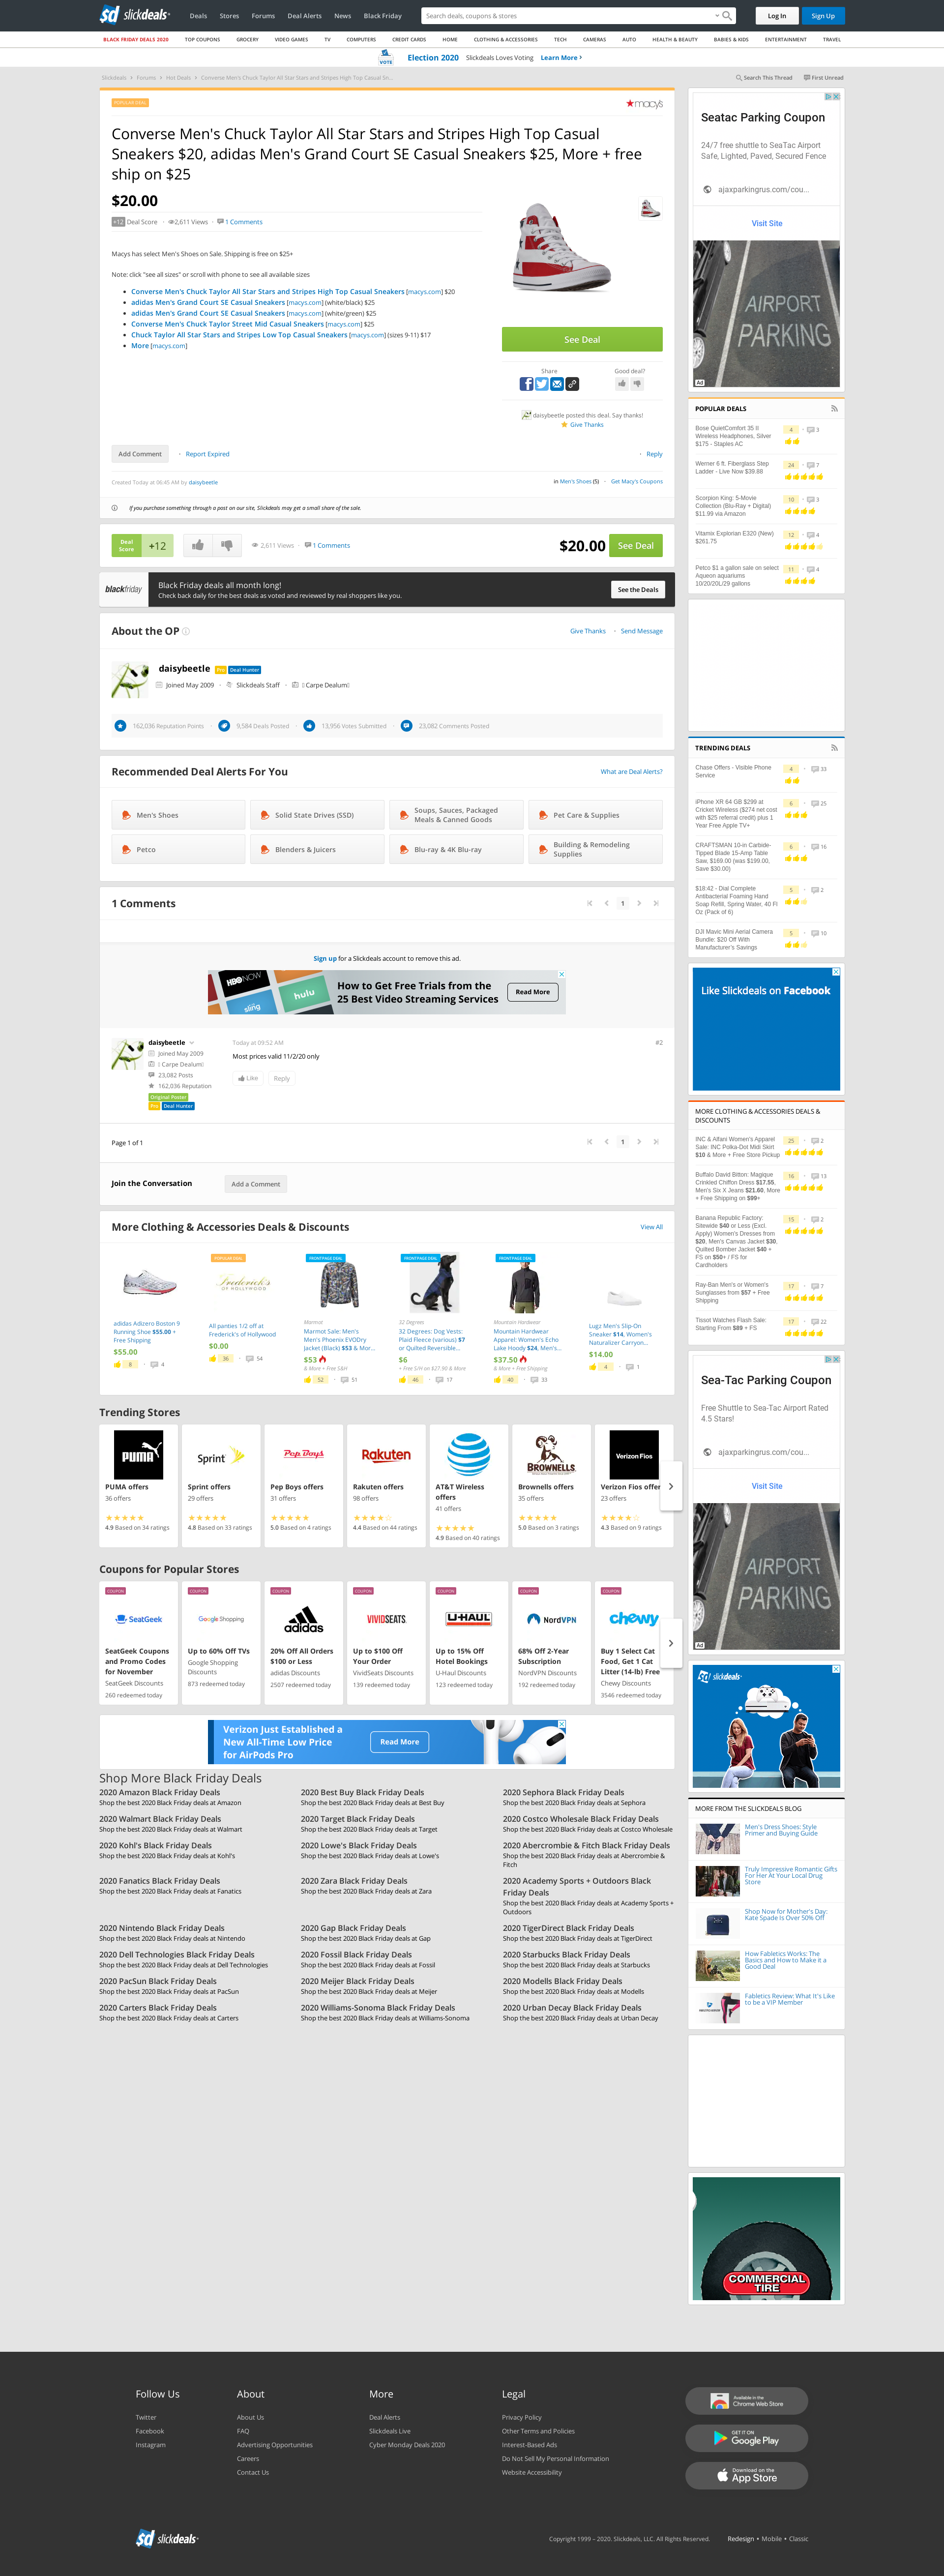 slickdeals
Deals Stores Forums Deal Alerts News Black Friday
Search deals, coupons & stores
Log In Sign Up
BLACK FRIDAY DEALS 2020 TOP COUPONS GROCERY VIDEO GAMES TV COMPUTERS CREDIT CARDS HOME CLOTHING & ACCESSORIES TECH CAMERAS AUTO HEALTH & BEAUTY BABIES & KIDS ENTERTAINMENT TRAVEL
VOTE Election 2020 Slickdeals Loves Voting Learn More
Slickdeals Forums Hot Deals Converse Men's Chuck Taylor All Star Stars and Stripes High Top Casual Sn...
Search This Thread First Unread
POPULAR DEAL
macy's
Converse Men's Chuck Taylor All Star Stars and Stripes High Top Casual
Sneakers $20, adidas Men's Grand Court SE Casual Sneakers $25, More + free
ship on $25
$20.00
+12 Deal Score 2,611 Views 1 Comments
Macys has select Men's Shoes on Sale. Shipping is free on $25+
Note: click "see all sizes" or scroll with phone to see all available sizes
Converse Men's Chuck Taylor All Star Stars and Stripes High Top Casual Sneakers [macys.com] $20
adidas Men's Grand Court SE Casual Sneakers [macys.com] (white/black) $25
adidas Men's Grand Court SE Casual Sneakers [macys.com] (white/green) $25
Converse Men's Chuck Taylor Street Mid Casual Sneakers [macys.com] $25
Chuck Taylor All Star Stars and Stripes Low Top Casual Sneakers [macys.com] (sizes 9-11) $17
More [macys.com]
See Deal
Share Good deal?
daisybeetle posted this deal. Say thanks!
Give Thanks
Add Comment Report Expired Reply
Created Today at 06:45 AM by daisybeetle
in Men's Shoes (5) Get Macy's Coupons
If you purchase something through a post on our site, Slickdeals may get a small share of the sale.
Deal
Score
+12
2,611 Views 1 Comments
$20.00 See Deal
blackfriday
Black Friday deals all month long!
Check back daily for the best deals as voted and reviewed by real shoppers like you.
See the Deals
About the OP
Give Thanks Send Message
daisybeetle Pro Deal Hunter
Joined May 2009 Slickdeals Staff Carpe Dealum
162,036 Reputation Points 9,584 Deals Posted 13,956 Votes Submitted 23,082 Comments Posted
Recommended Deal Alerts For You
What are Deal Alerts?
Men's Shoes
Solid State Drives (SSD)
Soups, Sauces, Packaged
Meals & Canned Goods
Pet Care & Supplies
Petco
Blenders & Juicers
Blu-ray & 4K Blu-ray
Building & Remodeling
Supplies
1 Comments
1
Sign up for a Slickdeals account to remove this ad.
HBO NOW
sling
hulu
How to Get Free Trials from the
25 Best Video Streaming Services
Read More
daisybeetle
Joined May 2009
Carpe Dealum
23,082 Posts
162,036 Reputation
Original Poster
Pro Deal Hunter
Today at 09:52 AM
#2
Most prices valid 11/2/20 only
Like Reply
Page 1 of 1
1
Join the Conversation
Add a Comment
More Clothing & Accessories Deals & Discounts
View All
adidas Adizero Boston 9
Running Shoe $55.00 +
Free Shipping
$55.00
8 4
POPULAR DEAL
Frederick's
OF HOLLYWOOD
All panties 1/2 off at
Frederick's of Hollywood
$0.00
36 54
FRONTPAGE DEAL
Marmot
Marmot Sale: Men's
Men's Phoenix EVODry
Jacket (Black) $53 & Mor...
$53
& More + Free S&H
52 51
FRONTPAGE DEAL
32 Degrees
32 Degrees: Dog Vests:
Plaid Fleece (various) $7
or Quilted Reversible...
$6
+ Free S/H on $27.90 & More
46 17
FRONTPAGE DEAL
Mountain Hardwear
Mountain Hardwear
Apparel: Women's Echo
Lake Hoody $24, Men's...
$37.50
& More + Free Shipping
40 33
Lugz Men's Slip-On
Sneaker $14, Women's
Naturalizer Carryon...
$14.00
4 1
Trending Stores
PUMA
PUMA offers
36 offers
4.9 Based on 34 ratings
Sprint
Sprint offers
29 offers
4.8 Based on 33 ratings
Pep Boys
Pep Boys offers
31 offers
5.0 Based on 4 ratings
Rakuten
Rakuten offers
98 offers
4.4 Based on 44 ratings
AT&T Wireless
offers
41 offers
4.9 Based on 40 ratings
BROWNELLS
Brownells offers
35 offers
5.0 Based on 3 ratings
Verizon Fios
Verizon Fios offer
23 offers
4.3 Based on 9 ratings
Coupons for Popular Stores
COUPON
SeatGeek
SeatGeek Coupons
and Promo Codes
for November
SeatGeek Discounts
260 redeemed today
COUPON
Google Shopping
Up to 60% Off TVs
Google Shopping
Discounts
873 redeemed today
COUPON
adidas
20% Off All Orders
$100 or Less
adidas Discounts
2507 redeemed today
COUPON
VIVIDSEATS
Up to $100 Off
Your Order
VividSeats Discounts
139 redeemed today
COUPON
U-HAUL
Up to 15% Off
Hotel Bookings
U-Haul Discounts
123 redeemed today
COUPON
NordVPN
68% Off 2-Year
Subscription
NordVPN Discounts
192 redeemed today
COUPON
chewy
Buy 1 Select Cat
Food, Get 1 Cat
Litter (14-lb) Free
Chewy Discounts
3546 redeemed today
Verizon Just Established a
New All-Time Low Price
for AirPods Pro
Read More
Shop More Black Friday Deals
2020 Amazon Black Friday Deals
Shop the best 2020 Black Friday deals at Amazon
2020 Best Buy Black Friday Deals
Shop the best 2020 Black Friday deals at Best Buy
2020 Sephora Black Friday Deals
Shop the best 2020 Black Friday deals at Sephora
2020 Walmart Black Friday Deals
Shop the best 2020 Black Friday deals at Walmart
2020 Target Black Friday Deals
Shop the best 2020 Black Friday deals at Target
2020 Costco Wholesale Black Friday Deals
Shop the best 2020 Black Friday deals at Costco Wholesale
2020 Kohl's Black Friday Deals
Shop the best 2020 Black Friday deals at Kohl's
2020 Lowe's Black Friday Deals
Shop the best 2020 Black Friday deals at Lowe's
2020 Abercrombie & Fitch Black Friday Deals
Shop the best 2020 Black Friday deals at Abercrombie &
Fitch
2020 Fanatics Black Friday Deals
Shop the best 2020 Black Friday deals at Fanatics
2020 Zara Black Friday Deals
Shop the best 2020 Black Friday deals at Zara
2020 Academy Sports + Outdoors Black
Friday Deals
Shop the best 2020 Black Friday deals at Academy Sports +
Outdoors
2020 Nintendo Black Friday Deals
Shop the best 2020 Black Friday deals at Nintendo
2020 Gap Black Friday Deals
Shop the best 2020 Black Friday deals at Gap
2020 TigerDirect Black Friday Deals
Shop the best 2020 Black Friday deals at TigerDirect
2020 Dell Technologies Black Friday Deals
Shop the best 2020 Black Friday deals at Dell Technologies
2020 Fossil Black Friday Deals
Shop the best 2020 Black Friday deals at Fossil
2020 Starbucks Black Friday Deals
Shop the best 2020 Black Friday deals at Starbucks
2020 PacSun Black Friday Deals
Shop the best 2020 Black Friday deals at PacSun
2020 Meijer Black Friday Deals
Shop the best 2020 Black Friday deals at Meijer
2020 Modells Black Friday Deals
Shop the best 2020 Black Friday deals at Modells
2020 Carters Black Friday Deals
Shop the best 2020 Black Friday deals at Carters
2020 Williams-Sonoma Black Friday Deals
Shop the best 2020 Black Friday deals at Williams-Sonoma
2020 Urban Decay Black Friday Deals
Shop the best 2020 Black Friday deals at Urban Decay
Seatac Parking Coupon
24/7 free shuttle to SeaTac Airport
Safe, Lighted, Paved, Secured Fence
ajaxparkingrus.com/cou...
Visit Site
AIRPORT
PARKING
Ad
POPULAR DEALS
Bose QuietComfort 35 II
Wireless Headphones, Silver
$175 - Staples AC
4 3
Werner 6 ft. Fiberglass Step
Ladder - Live Now $39.88
24 7
Scorpion King: 5-Movie
Collection (Blu-Ray + Digital)
$11.99 via Amazon
10 3
Vitamix Explorian E320 (New)
$261.75
12 4
Petco $1 a gallon sale on select
Aqueon aquariums
10/20/20L/29 gallons
11 4
TRENDING DEALS
Chase Offers - Visible Phone
Service
4 33
iPhone XR 64 GB $299 at
Cricket Wireless ($274 net cost
with $25 referral credit) plus 1
Year Free Apple TV+
6 25
CRAFTSMAN 10-in Carbide-
Tipped Blade 15-Amp Table
Saw, $169.00 (was $199.00,
Save $30.00)
6 16
$18.42 - Dial Complete
Antibacterial Foaming Hand
Soap Refill, Spring Water, 40 Fl
Oz (Pack of 6)
5 2
DJI Mavic Mini Aerial Camera
Bundle: $20 Off With
Manufacturer's Savings
5 10
Like Slickdeals on Facebook
MORE CLOTHING & ACCESSORIES DEALS &
DISCOUNTS
INC & Alfani Women's Apparel
Sale: INC Polka-Dot Midi Skirt
$10 & More + Free Store Pickup
25 2
Buffalo David Bitton: Magique
Crinkled Chiffon Dress $17.55,
Men's Six X Jeans $21.60, More
+ Free Shipping on $99+
16 13
Banana Republic Factory:
Sitewide $40 or Less (Excl.
Apply) Women's Dresses from
$20, Men's Canvas Jacket $30,
Quilted Bomber Jacket $40 +
FS on $50+ / FS for
Cardholders
15 2
Ray-Ban Men's or Women's
Sunglasses from $57 + Free
Shipping
17 7
Tissot Watches Flash Sale:
Starting From $89 + FS
17 22
Sea-Tac Parking Coupon
Free Shuttle to Sea-Tac Airport Rated
4.5 Stars!
ajaxparkingrus.com/cou...
Visit Site
AIRPORT
PARKING
Ad
slickdeals
MORE FROM THE SLICKDEALS BLOG
Men's Dress Shoes: Style
Primer and Buying Guide
Truly Impressive Romantic Gifts
For Her At Your Local Drug
Store
Shop Now for Mother's Day:
Kate Spade Is Over 50% Off
How Fabletics Works: The
Basics and How to Make it a
Good Deal
Fabletics Review: What It's Like
to be a VIP Member
COMMERCIAL
TIRE
Follow Us
Twitter
Facebook
Instagram
About
About Us
FAQ
Advertising Opportunities
Careers
Contact Us
More
Deal Alerts
Slickdeals Live
Cyber Monday Deals 2020
Legal
Privacy Policy
Other Terms and Policies
Interest-Based Ads
Do Not Sell My Personal Information
Website Accessibility
Available in the
Chrome Web Store
GET IT ON
Google Play
Download on the
App Store
slickdeals
Copyright 1999 - 2020. Slickdeals, LLC. All Rights Reserved. Redesign • Mobile • Classic